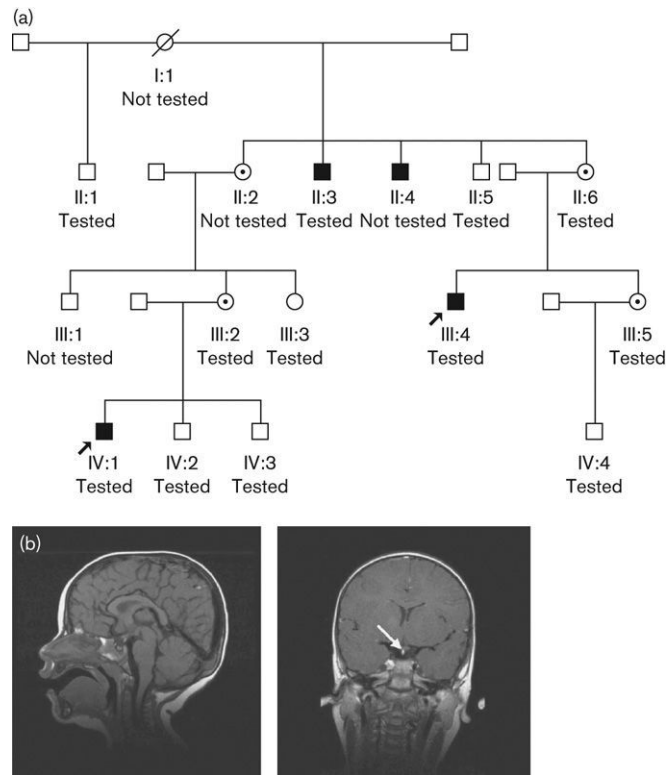 (a)
I:1
Not tested
II:1
Tested
II:2
Not tested
II:3
Tested
II:4
Not tested
II:5
Tested
II:6
Tested
III:1
Not tested
III:2
Tested
III:3
Tested
III:4
Tested
III:5
Tested
IV:1
Tested
IV:2
Tested
IV:3
Tested
IV:4
Tested
(b)